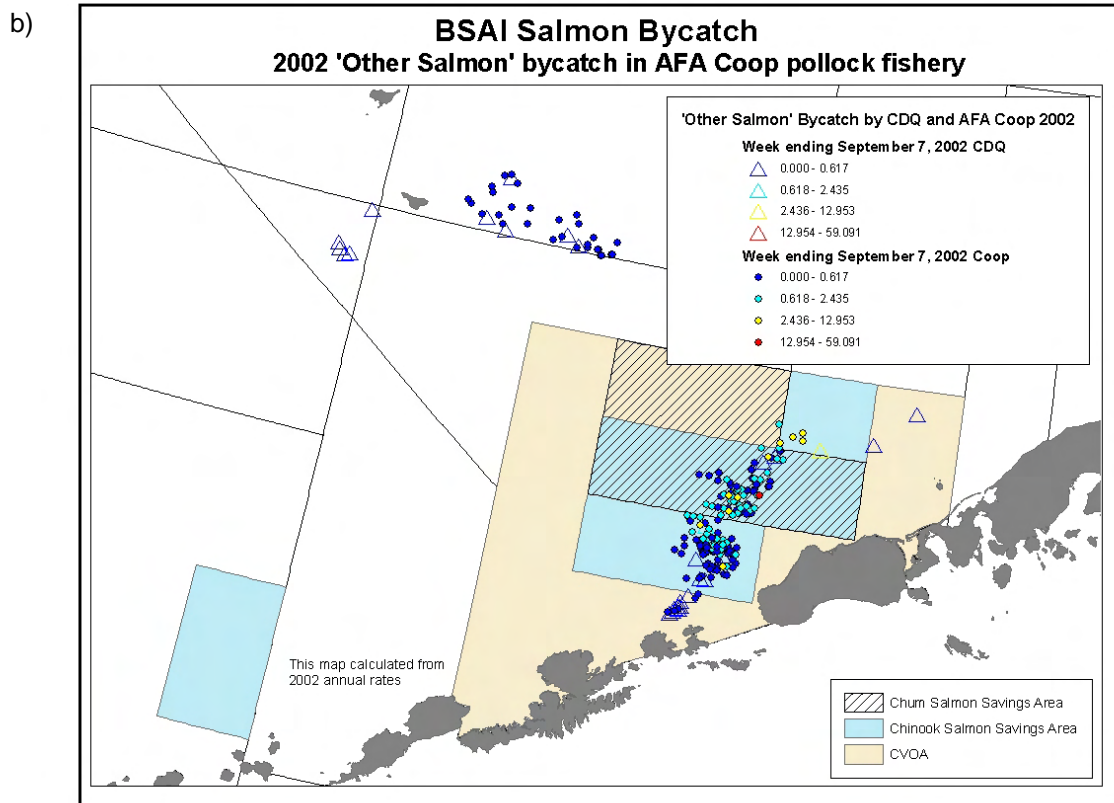 b)
BSAI Salmon Bycatch
2002 'Other Salmon' bycatch in AFA Coop pollock fishery
'Other Salmon' Bycatch by CDQ and AFA Coop 2002
Week ending September 7, 2002 CDQ
0.000 - 0.617
0.618 - 2.435
2.436 - 12.953
12.954 - 59.091
Week ending September 7, 2002 Coop
0.000 - 0.617
0.618 - 2.435
2.436 - 12.953
12.954 - 59.091
This map calculated from
2002 annual rates
Chum Salmon Savings Area
Chinook Salmon Savings Area
CVOA